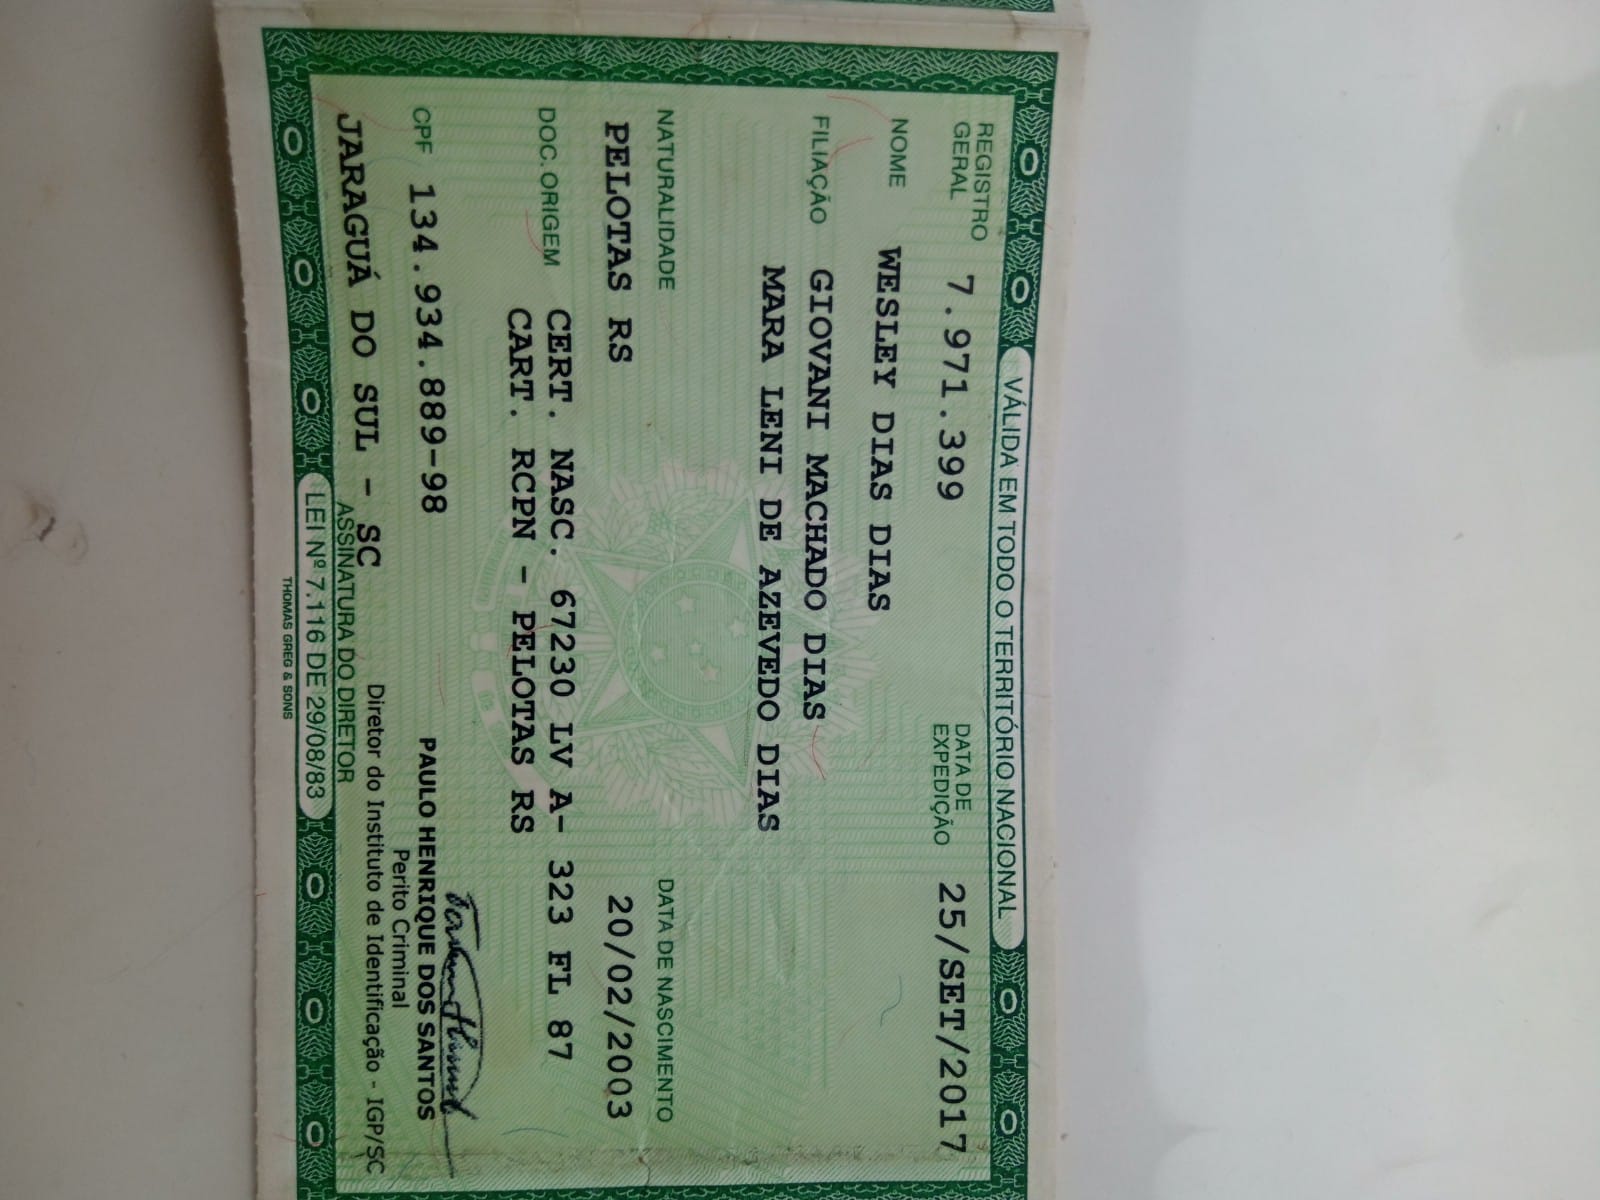 VÁLIDA EM TODO O TERRITÓRIO NACIONAL
REGISTRO GERAL 7.971.399 DATA DE EXPEDIÇÃO 25/SET/2017
NOME WESLEY DIAS DIAS
FILIAÇÃO GIOVANI MACHADO DIAS
MARA LENI DE AZEVEDO DIAS
NATURALIDADE DATA DE NASCIMENTO
PELOTAS RS 20/02/2003
DOC. ORIGEM CERT. NASC. 67230 LV A- 323 FL 87
CART. RCPN - PELOTAS RS
CPF 134.934.889-98
PAULO HENRIQUE DOS SANTOS
Perito Criminal
Diretor do Instituto de Identificação - IGP/SC
JARAGUÁ DO SUL - SC
ASSINATURA DO DIRETOR
LEI Nº 7.116 DE 29/08/83
THOMAS GREG & SONS